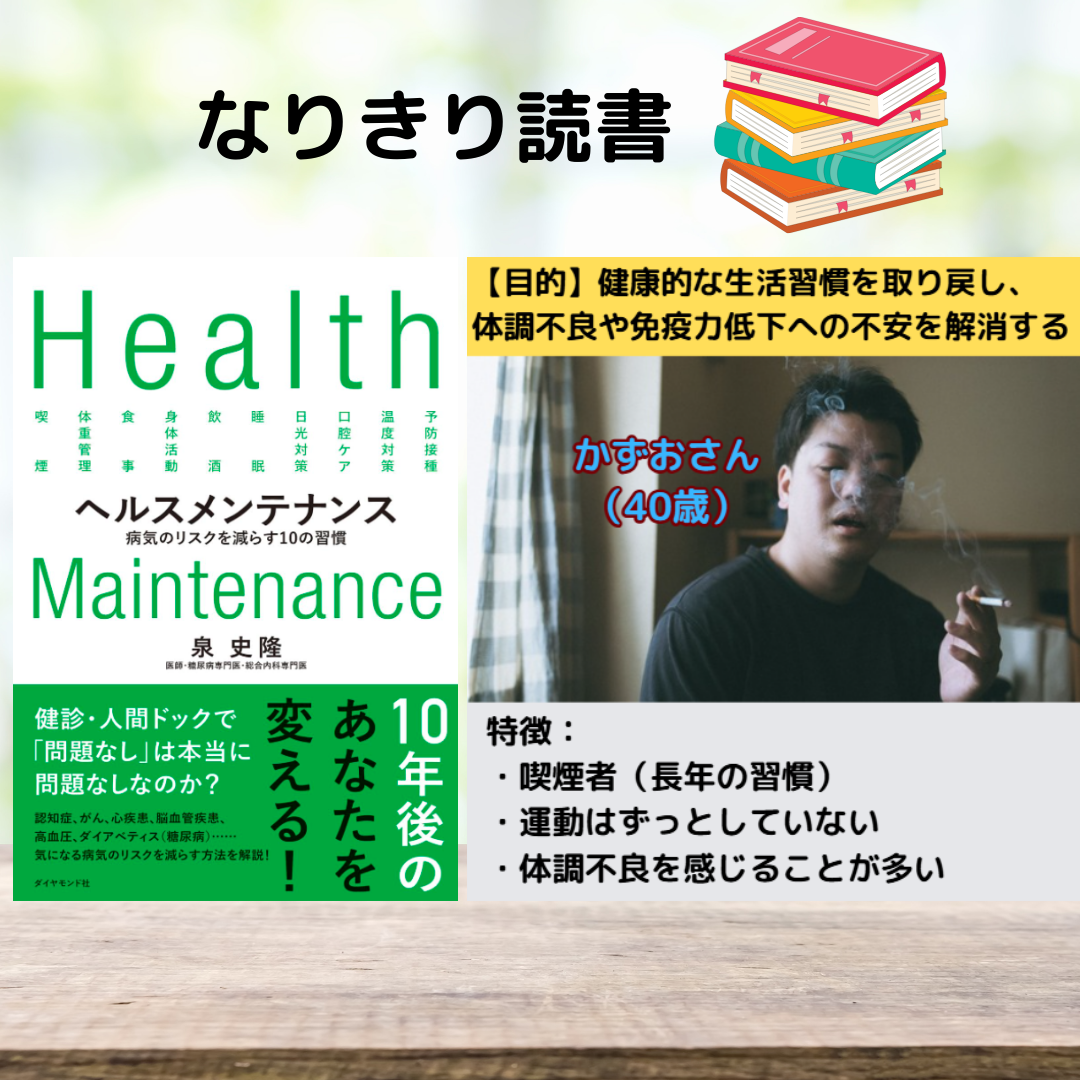 なりきり読書
Health
喫煙 体重管理 食事 身体活動 飲酒 睡眠 日光対策 口腔ケア 温度対策 予防接種
ヘルスメンテナンス
病気のリスクを減らす10の習慣
Maintenance
泉 史隆
医師・糖尿病専門医・総合内科専門医
10年後の
あなたを
変える!
健診・人間ドックで
「問題なし」は本当に
問題なしなのか?
認知症、がん、心疾患、脳血管疾患、
高血圧、ダイアベティス(糖尿病)……
気になる病気のリスクを減らす方法を解説!
ダイヤモンド社
【目的】健康的な生活習慣を取り戻し、
体調不良や免疫力低下への不安を解消する
かずおさん
(40歳)
特徴:
・喫煙者(長年の習慣)
・運動はずっとしていない
・体調不良を感じることが多い